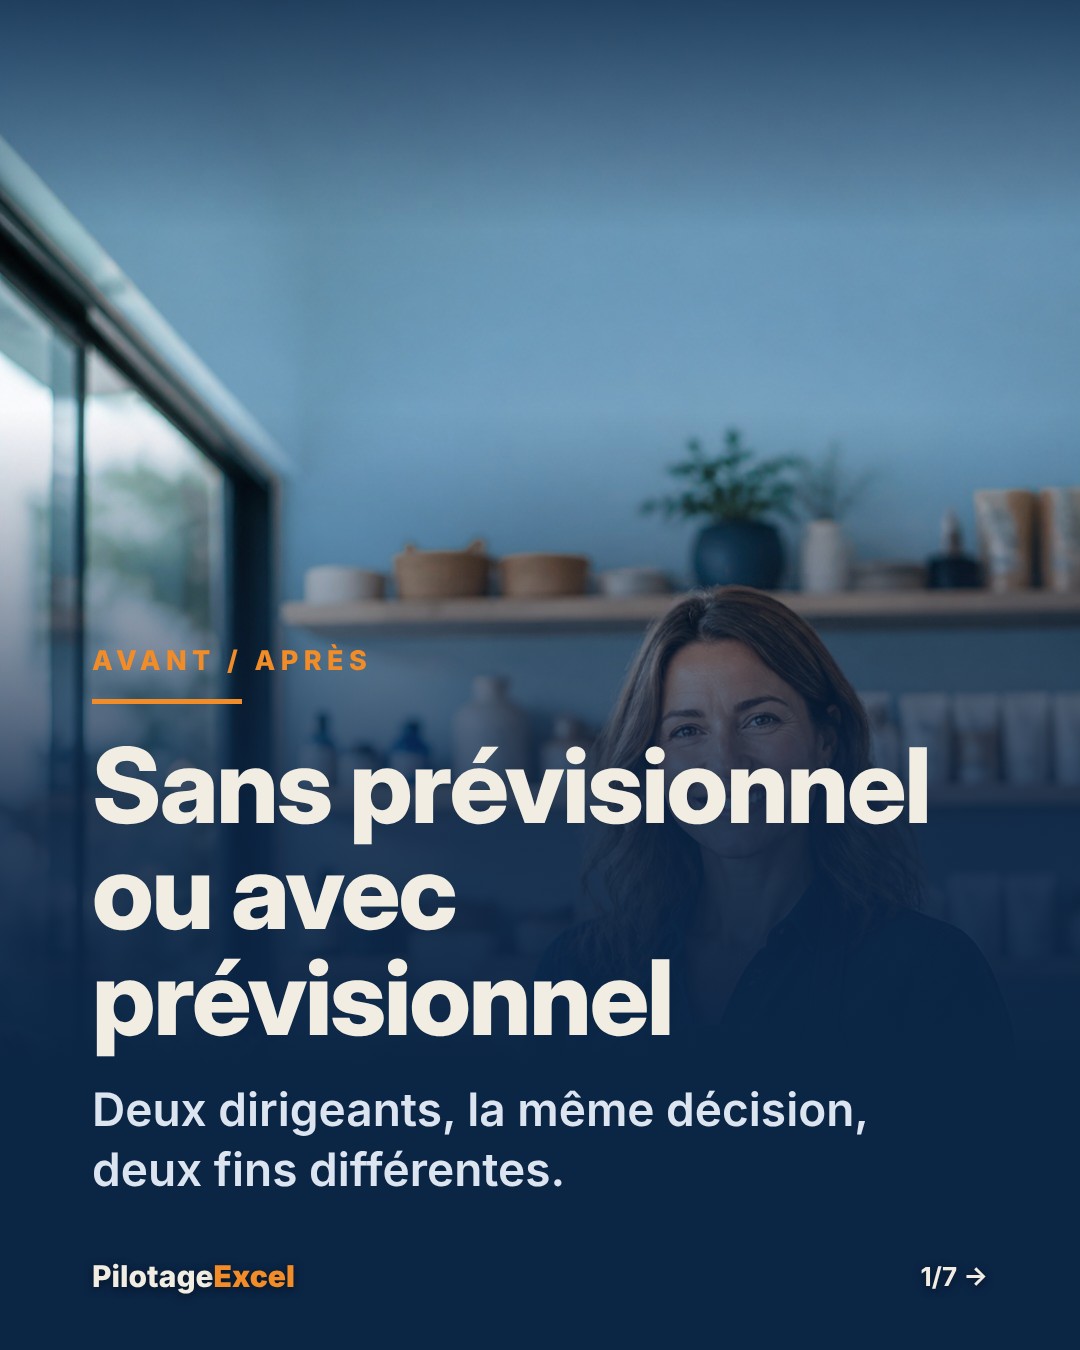 AVANT / APRÈS
Sans prévisionnel
ou avec
prévisionnel
Deux dirigeants, la même décision,
deux fins différentes.
PilotageExcel
1/7 →